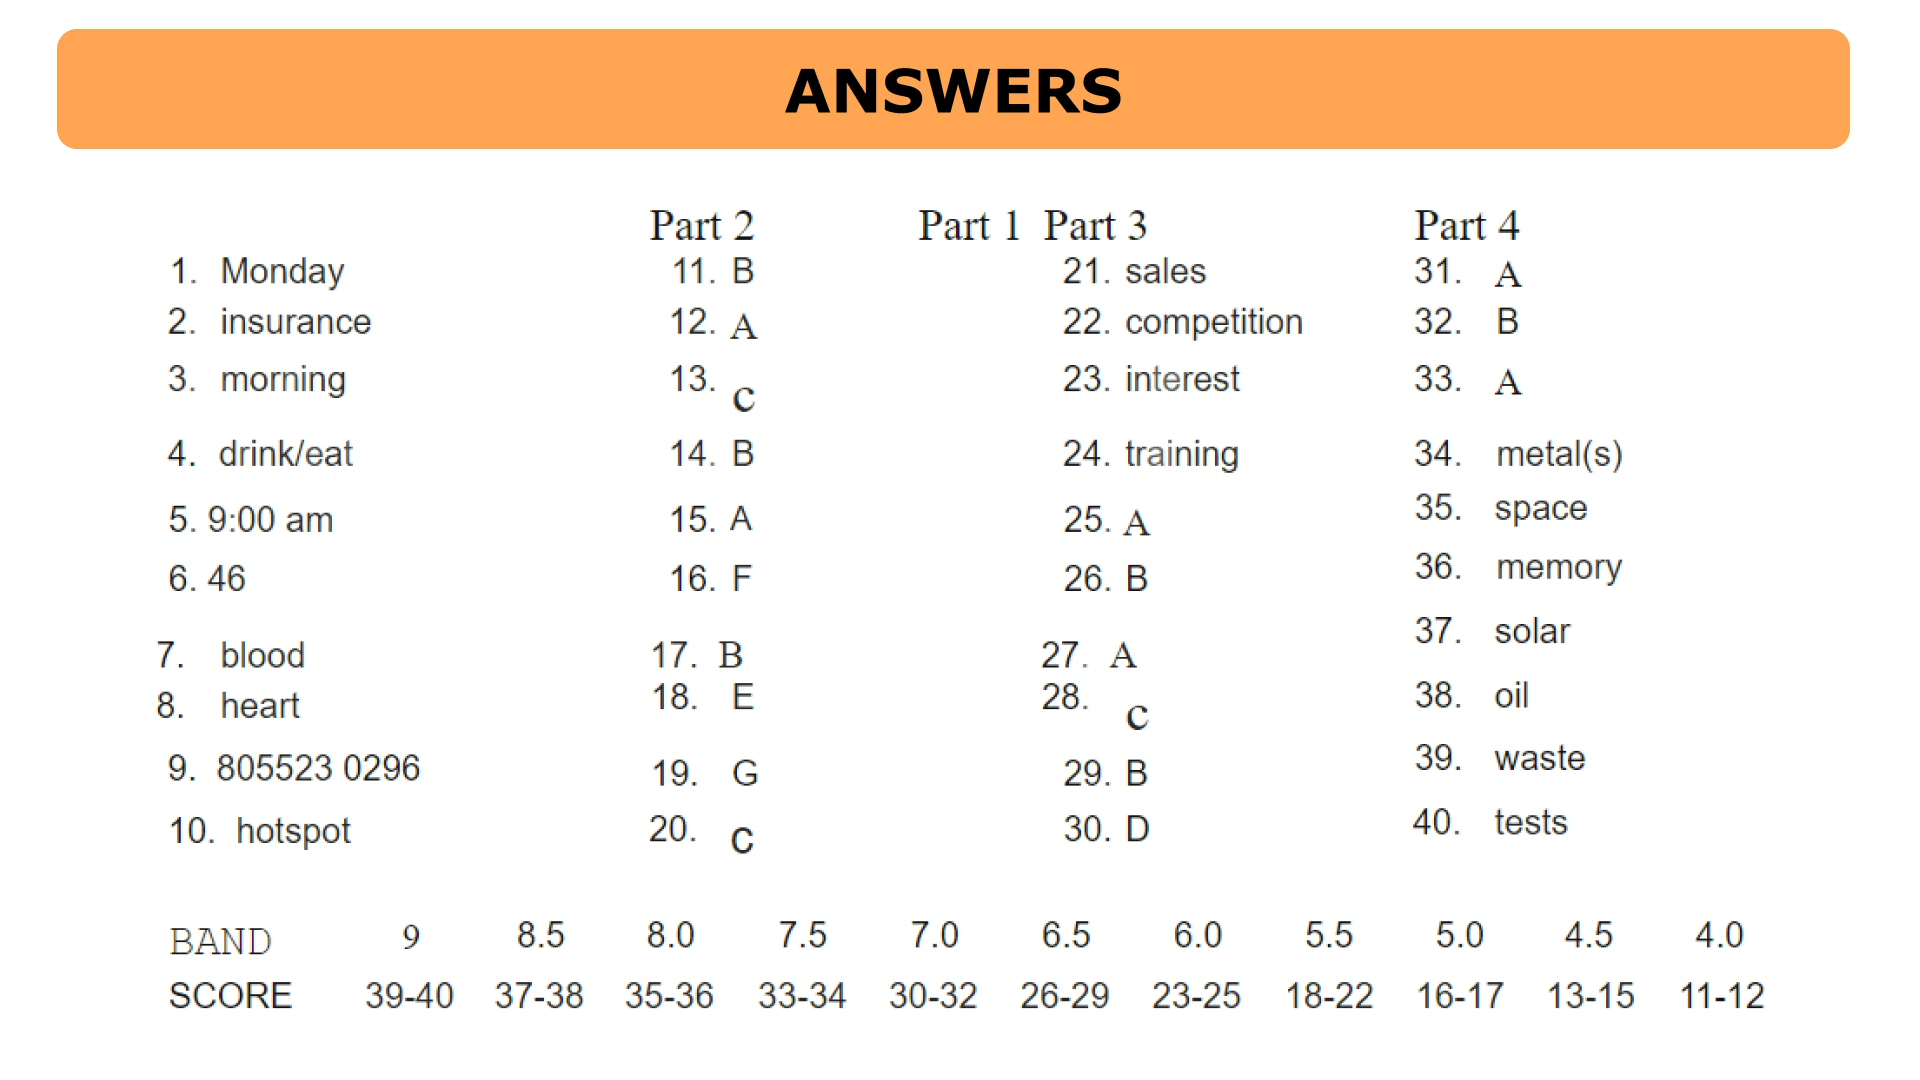 ANSWERS
Part 2 Part 1 Part 3 Part 4
1. Monday 11. B 21. sales 31. A
2. insurance 12. A 22. competition 32. B
3. morning 13. C 23. interest 33. A
4. drink/eat 14. B 24. training 34. metal(s)
5. 9:00 am 15. A 25. A 35. space
6. 46 16. F 26. B 36. memory
7. blood 17. B 27. A 37. solar
8. heart 18. E 28. C 38. oil
9. 805523 0296 19. G 29. B 39. waste
10. hotspot 20. C 30. D 40. tests
BAND 9 8.5 8.0 7.5 7.0 6.5 6.0 5.5 5.0 4.5 4.0
SCORE 39-40 37-38 35-36 33-34 30-32 26-29 23-25 18-22 16-17 13-15 11-12